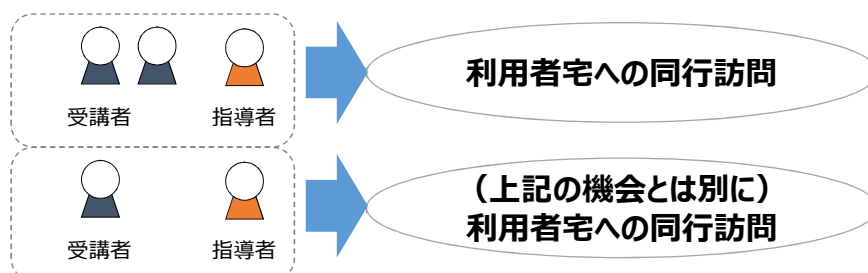 受講者 指導者
利用者宅への同行訪問
受講者 指導者
（上記の機会とは別に）
利用者宅への同行訪問